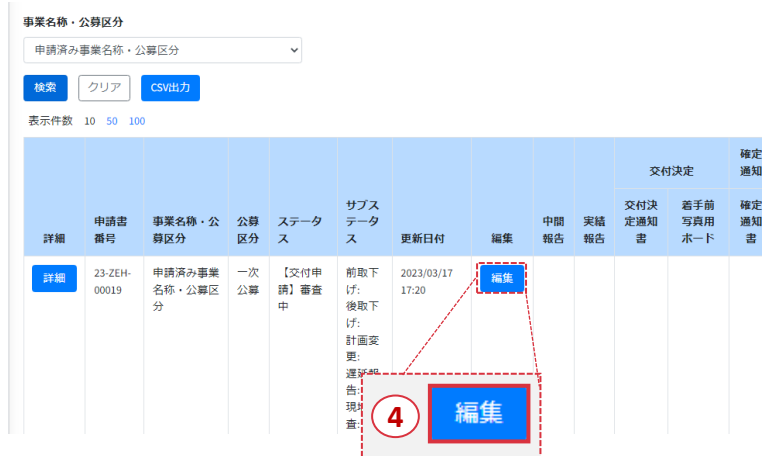 事業名称・公募区分
申請済み事業名称・公募区分
検索 クリア CSV出力
表示件数 10 50 100
詳細
申請書
番号
事業名称・公
募区分
公募
区分
ステータ
ス
サブス
テータ
ス
更新日付
編集
中間
報告
実績
報告
交付決定
交付決
定通知
書
着手前
写真用
ボード
確定
通知
確定
通知
書
詳細
23-ZEH-
00019
申請済み事業
名称・公募区
分
一次
公募
【交付申
請】審査
中
前取下
げ:
後取下
げ:
計画変
更:
遅延報
告:
現地
査:
2023/03/17
17:20
編集
④ 編集